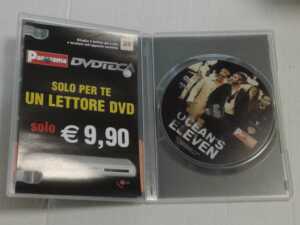 Panorama DVDTECA
SOLO PER TE
UN LETTORE DVD
solo € 9,90
OCEAN'S
ELEVEN